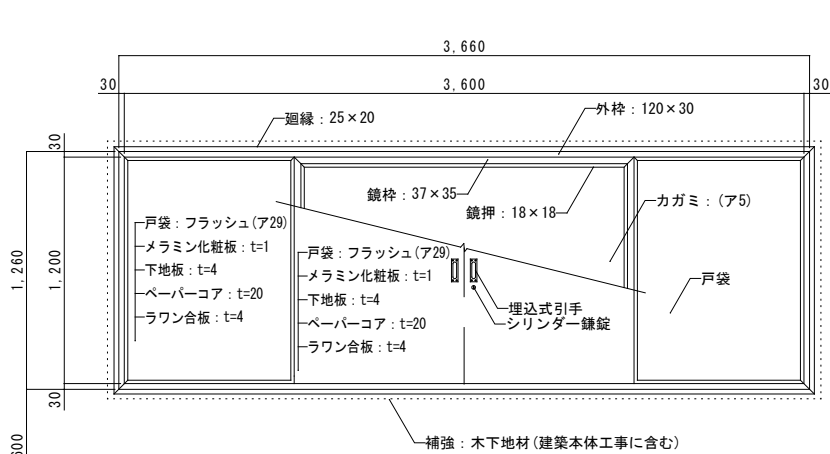 3,660
30
3,600
30
廻縁：25×20
外枠：120×30
30
鏡枠：37×35
鏡押：18×18
カガミ：(ア5)
戸袋：フラッシュ(ア29)
メラミン化粧板：t=1
下地板：t=4
ペーパーコア：t=20
ラワン合板：t=4
戸袋：フラッシュ(ア29)
メラミン化粧板：t=1
下地板：t=4
ペーパーコア：t=20
ラワン合板：t=4
1,260
1,200
戸袋
埋込式引手
シリンダー鎌錠
30
補強：木下地材(建築本体工事に含む)